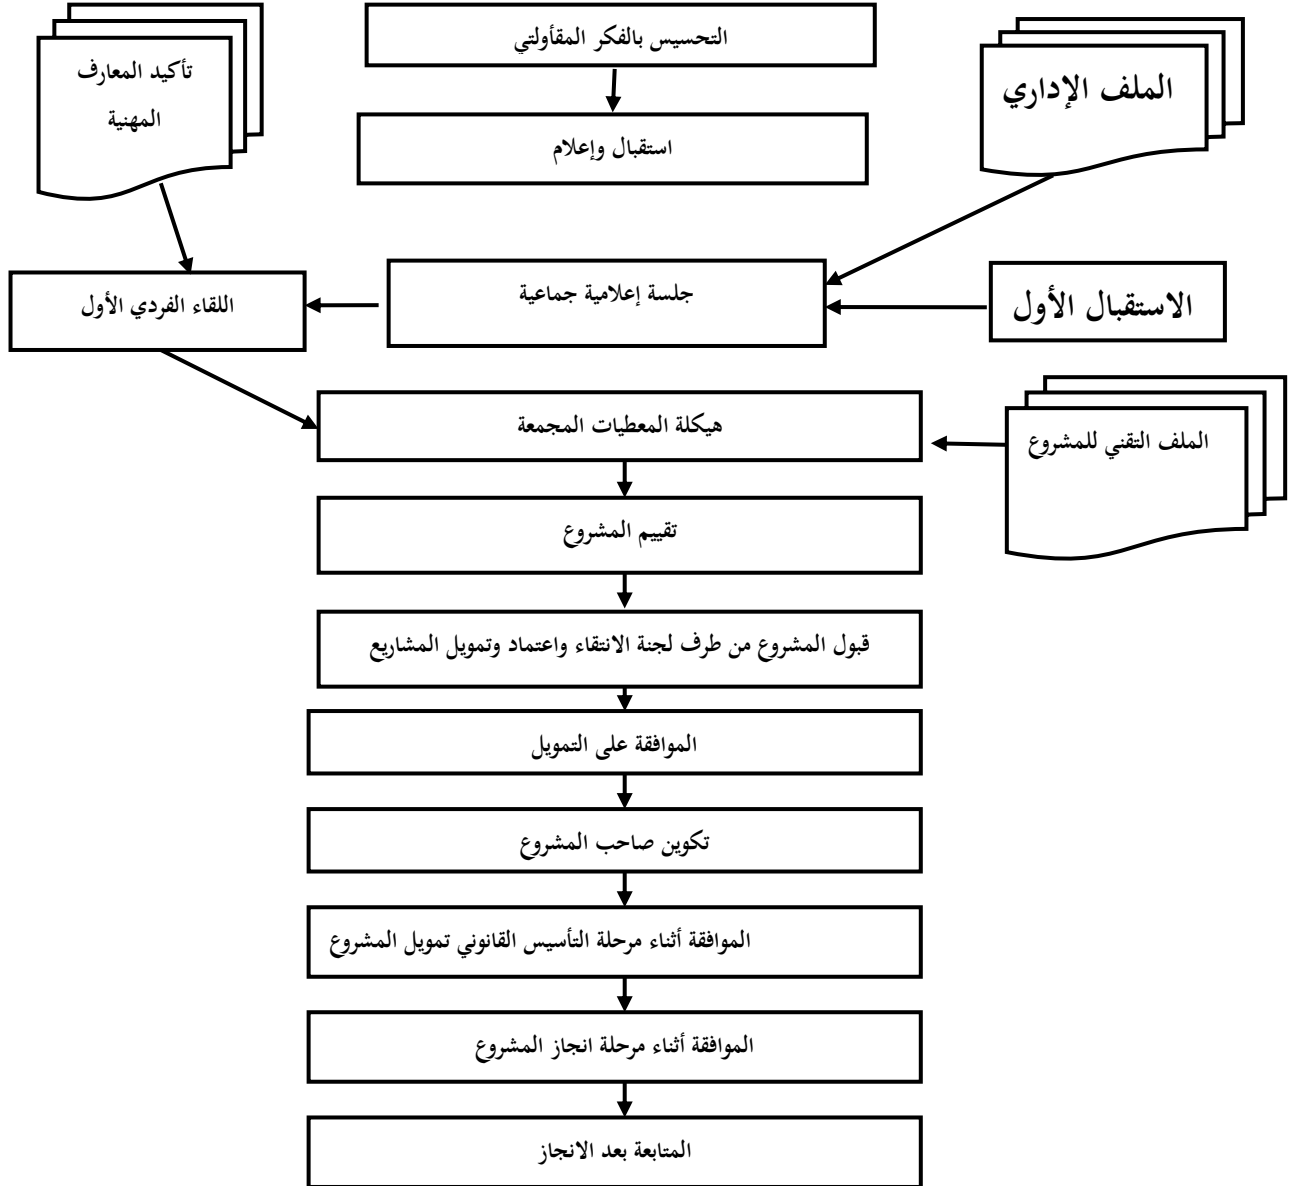 التحسيس بالفكر المقأولتي
تأكيد المعارف
المهنية
الملف الإداري
استقبال وإعلام
الاستقبال الأول
جلسة إعلامية جماعية
اللقاء الفردي الأول
هيكلة المعطيات المجمعة
الملف التقني للمشروع
تقييم المشروع
قبول المشروع من طرف لجنة الانتقاء واعتماد وتمويل المشاريع
الموافقة على التمويل
تكوين صاحب المشروع
الموافقة أثناء مرحلة التأسيس القانوني تمويل المشروع
الموافقة أثناء مرحلة انجاز المشروع
المتابعة بعد الانجاز